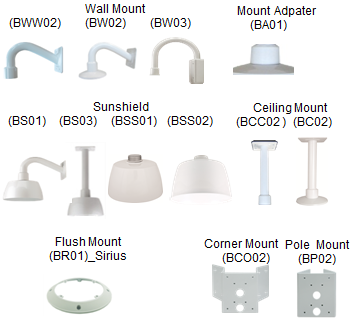 Wall Mount
(BWW02) (BW02) (BW03)
Mount Adpater
(BA01)
Sunshield
(BS01) (BS03) (BSS01) (BSS02)
Ceiling Mount
(BCC02 ) (BC02)
Flush Mount
(BR01)_Sirius
Corner Mount
(BCO02)
Pole Mount
(BP02)